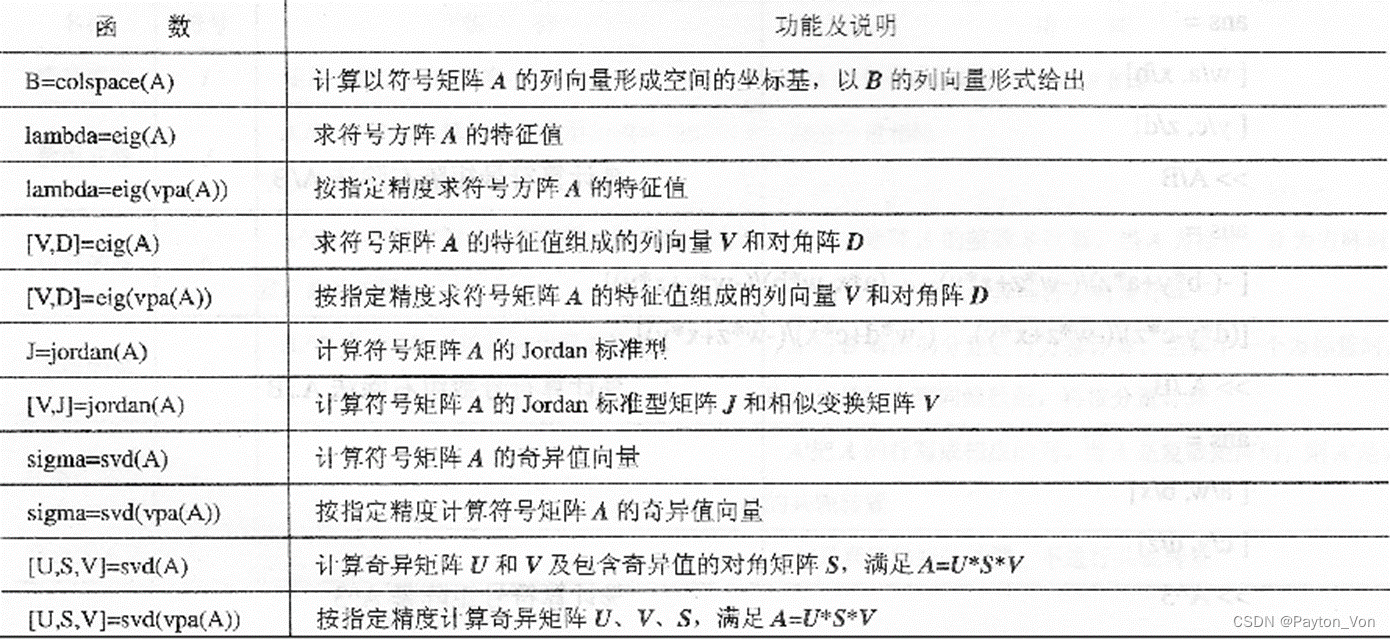 函 数 功能及说明
B=colspace(A) 计算以符号矩阵 A 的列向量形成空间的坐标基，以 B 的列向量形式给出
lambda=eig(A) 求符号方阵 A 的特征值
lambda=eig(vpa(A)) 按指定精度求符号方阵 A 的特征值
[V,D]=eig(A) 求符号矩阵 A 的特征值组成的列向量 V 和对角阵 D
[V,D]=eig(vpa(A)) 按指定精度求符号矩阵 A 的特征值组成的列向量 V 和对角阵 D
J=jordan(A) 计算符号矩阵 A 的 Jordan 标准型
[V,J]=jordan(A) 计算符号矩阵 A 的 Jordan 标准型矩阵 J 和相似变换矩阵 V
sigma=svd(A) 计算符号矩阵 A 的奇异值向量
sigma=svd(vpa(A)) 按指定精度计算符号矩阵 A 的奇异值向量
[U,S,V]=svd(A) 计算奇异矩阵 U 和 V 及包含奇异值的对角矩阵 S，满足 A=U*S*V
[U,S,V]=svd(vpa(A)) 按指定精度计算奇异矩阵 U、V、S，满足 A=U*S*V
CSDN @Payton_Von